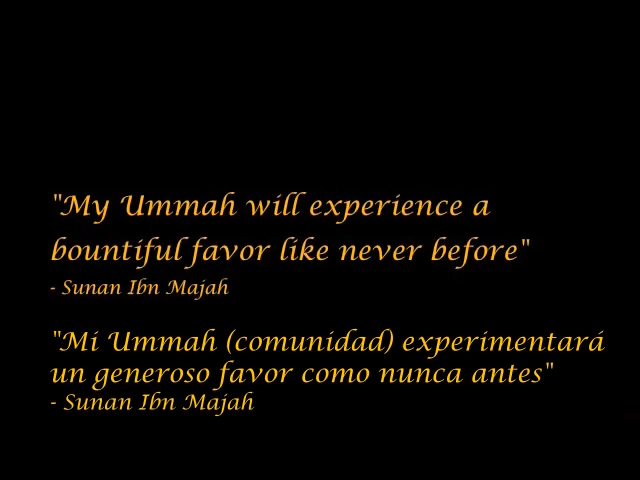 "My Ummah will experience a
bountiful favor like never before"
- Sunan Ibn Majah
"Mi Ummah (comunidad) experimentará
un generoso favor como nunca antes"
- Sunan Ibn Majah